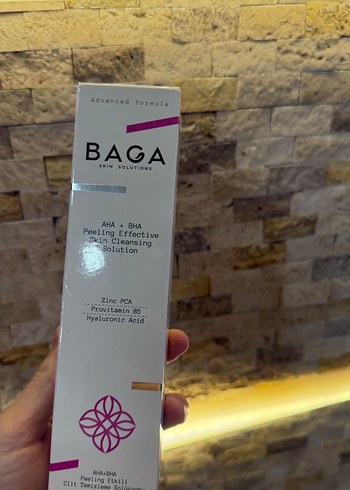 advanced formula
BAGA
SKIN SOLUTIONS
AHA + BHA
Peeling Effective
Skin Cleansing
Solution
Zinc PCA
Provitamin B5
Hyaluronic Acid
AHA+BHA
Peeling Etkili
Cilt Temizleme Solüsyonu